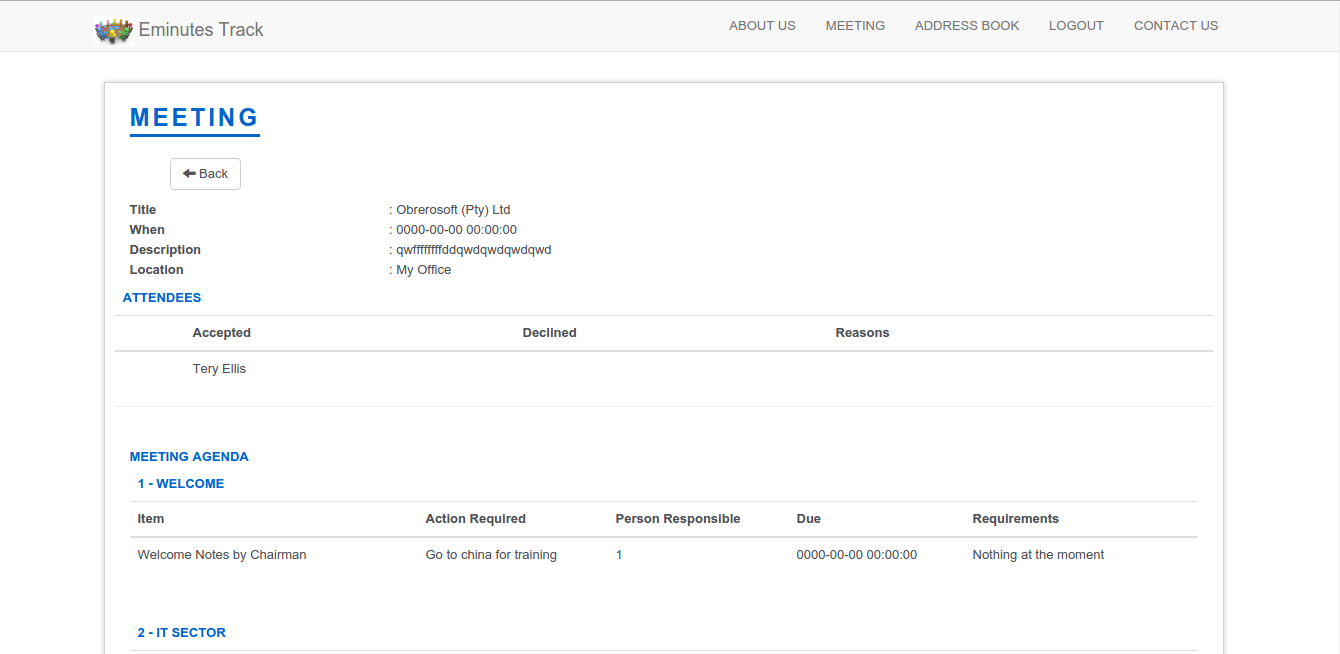 Eminutes Track ABOUT US MEETING ADDRESS BOOK LOGOUT CONTACT US
MEETING
Back
Title : Obrerosoft (Pty) Ltd
When : 0000-00-00 00:00:00
Description : qwffffffffddqwdqwdqwdqwd
Location : My Office
ATTENDEES
Accepted Declined Reasons
Tery Ellis
MEETING AGENDA
1 - WELCOME
Item Action Required Person Responsible Due Requirements
Welcome Notes by Chairman Go to china for training 1 0000-00-00 00:00:00 Nothing at the moment
2 - IT SECTOR